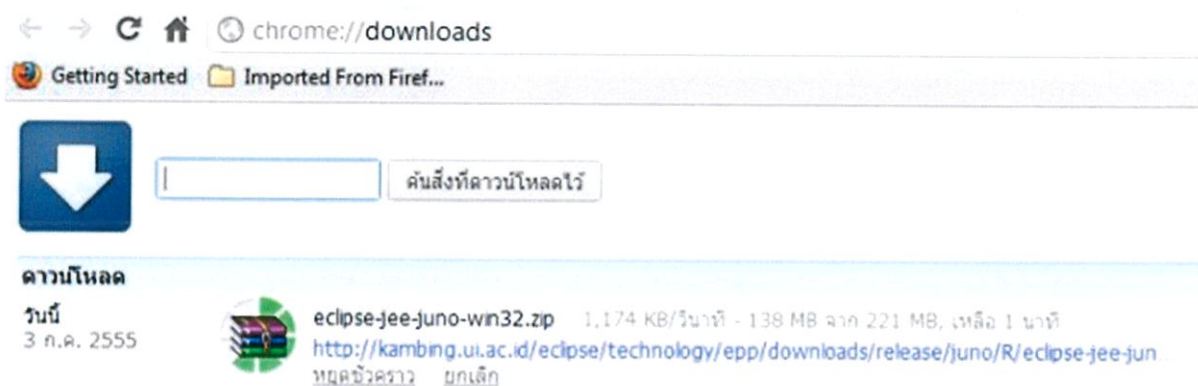 chrome://downloads
Getting Started Imported From Firef...
ค้นสิ่งที่ดาวน์โหลดไว้
ดาวน์โหลด
วันนี้
3 ก.ค. 2555
eclipse-jee-juno-win32.zip 1,174 KB/วินาที - 138 MB จาก 221 MB, เหลือ 1 นาที
http://kambing.ui.ac.id/eclipse/technology/epp/downloads/release/juno/R/eclipse-jee-jun...
หยุดชั่วคราว ยกเลิก